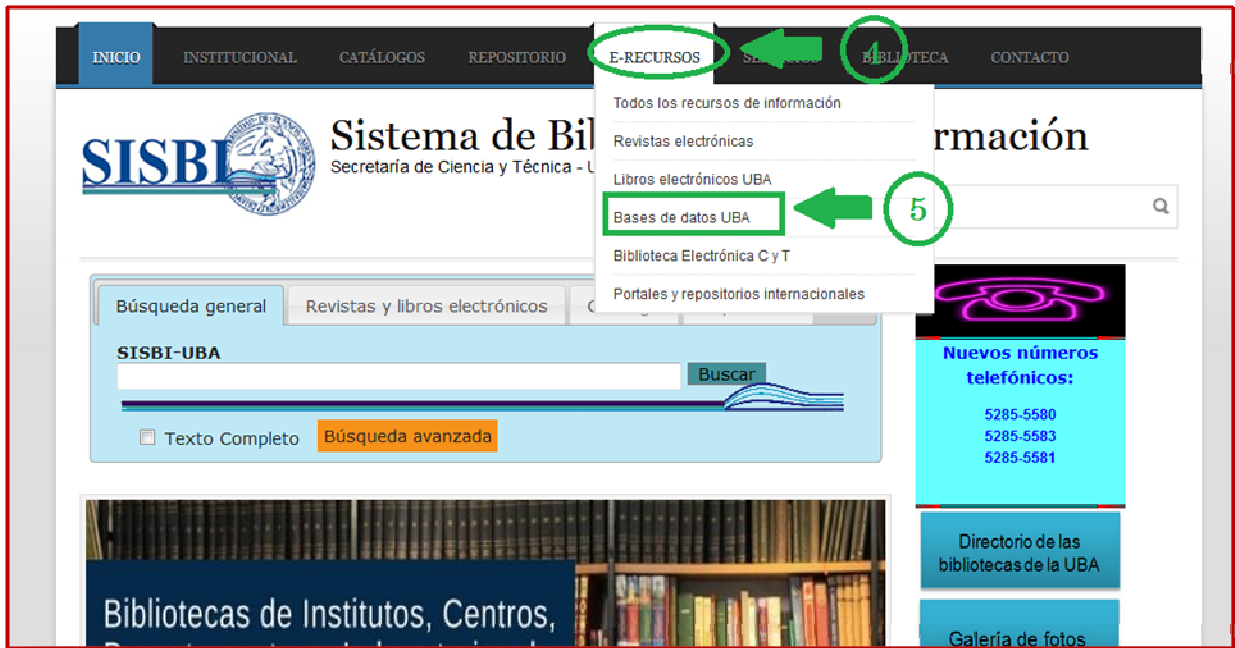 INICIO INSTITUCIONAL CATÁLOGOS REPOSITORIO E-RECURSOS BIBLIOTECA CONTACTO
4
Todos los recursos de información
Revistas electrónicas
Libros electrónicos UBA
Bases de datos UBA
5
Biblioteca Electrónica C y T
Portales y repositorios internacionales
SISBI
Sistema de Bi rmación
Secretaría de Ciencia y Técnica - U
Búsqueda general Revistas y libros electrónicos
SISBI-UBA
Buscar
Texto Completo Búsqueda avanzada
Nuevos números
telefónicos:
5285-5580
5285-5583
5285-5581
Directorio de las
bibliotecas de la UBA
Galería de fotos
Bibliotecas de Institutos, Centros,